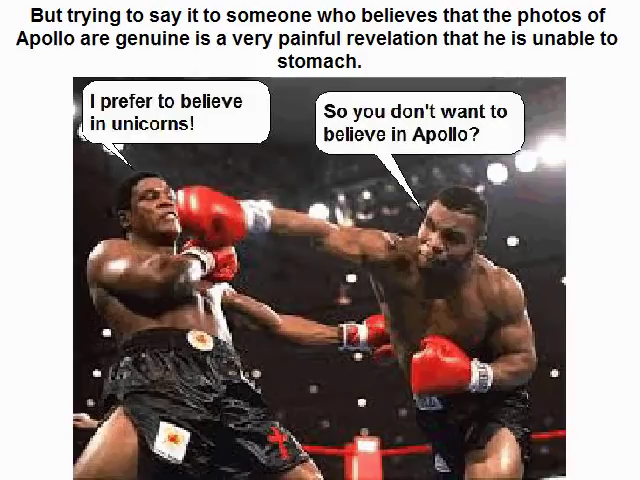 But trying to say it to someone who believes that the photos of
Apollo are genuine is a very painful revelation that he is unable to
stomach.
I prefer to believe
in unicorns!
So you don't want to
believe in Apollo?